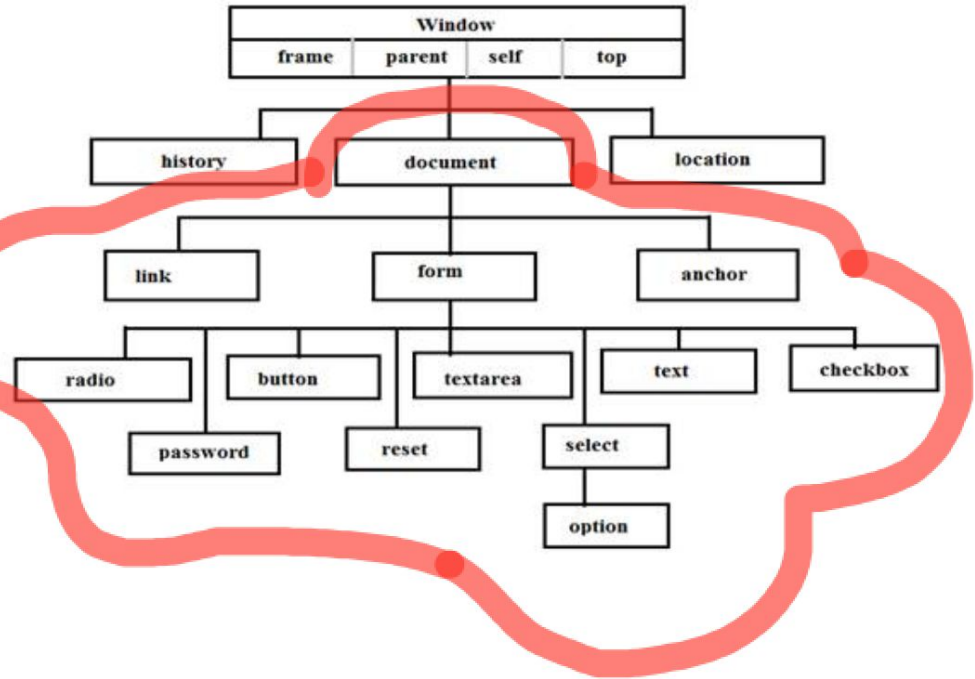 Window
frame parent self top
history document location
link form anchor
radio button textarea text checkbox
password reset select
option